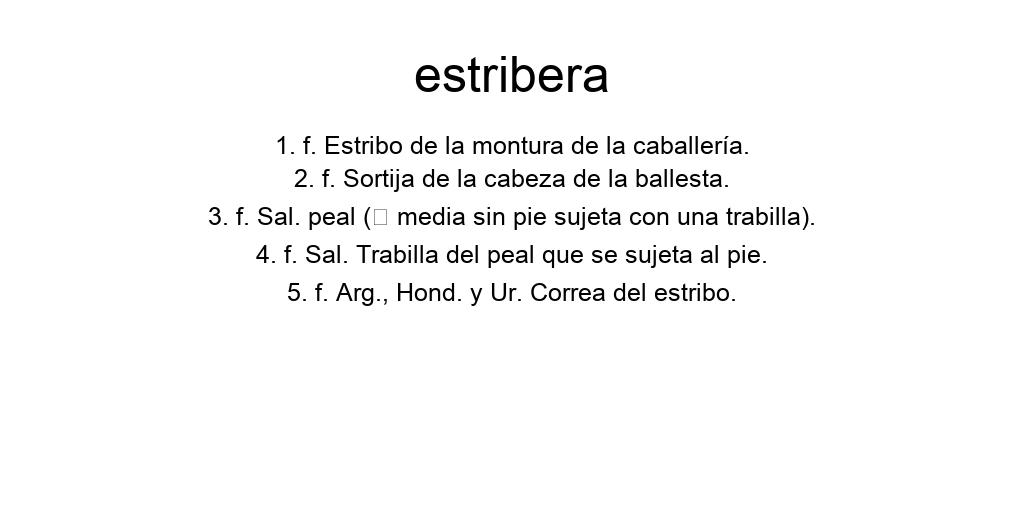 estribera
1. f. Estribo de la montura de la caballería.
2. f. Sortija de la cabeza de la ballesta.
3. f. Sal. peal (□ media sin pie sujeta con una trabilla).
4. f. Sal. Trabilla del peal que se sujeta al pie.
5. f. Arg., Hond. y Ur. Correa del estribo.